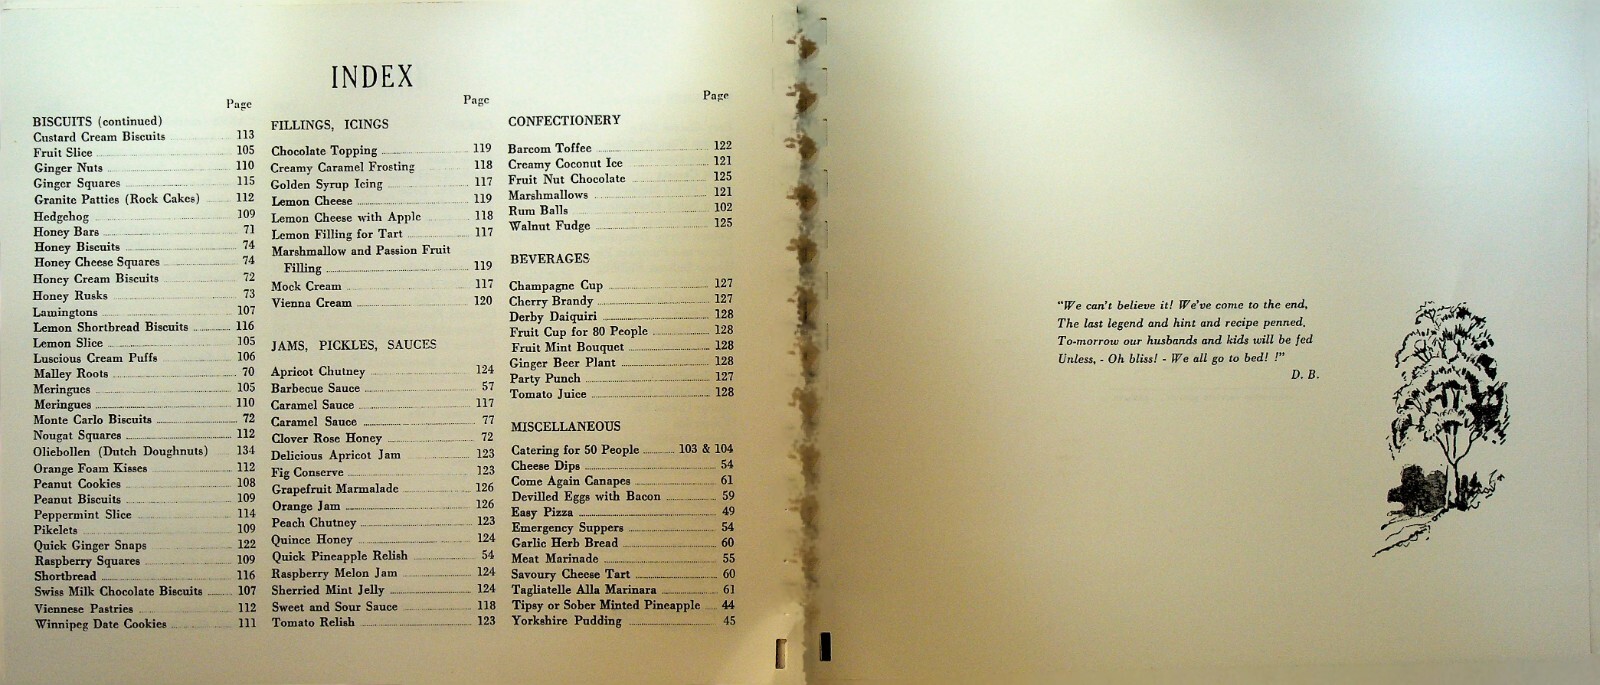 INDEX
Page
BISCUITS (continued)
Custard Cream Biscuits 113
Fruit Slice 105
Ginger Nuts 110
Ginger Squares 115
Granite Patties (Rock Cakes) 112
Hedgehog 109
Honey Bars 71
Honey Biscuits 74
Honey Cheese Squares 74
Honey Cream Biscuits 72
Honey Rusks 73
Lamingtons 107
Lemon Shortbread Biscuits 116
Lemon Slice 105
Luscious Cream Puffs 106
Malley Roots 70
Meringues 105
Meringues 110
Monte Carlo Biscuits 72
Nougat Squares 112
Oliebollen (Dutch Doughnuts) 134
Orange Foam Kisses 112
Peanut Cookies 108
Peanut Biscuits 109
Peppermint Slice 114
Pikelets 109
Quick Ginger Snaps 122
Raspberry Squares 109
Shortbread 116
Swiss Milk Chocolate Biscuits 107
Viennese Pastries 112
Winnipeg Date Cookies 111
Page
FILLINGS, ICINGS
Chocolate Topping 119
Creamy Caramel Frosting 118
Golden Syrup Icing 117
Lemon Cheese 119
Lemon Cheese with Apple 118
Lemon Filling for Tart 117
Marshmallow and Passion Fruit
Filling 119
Mock Cream 117
Vienna Cream 120
JAMS, PICKLES, SAUCES
Apricot Chutney 124
Barbecue Sauce 57
Caramel Sauce 117
Caramel Sauce 77
Clover Rose Honey 72
Delicious Apricot Jam 123
Fig Conserve 123
Grapefruit Marmalade 126
Orange Jam 126
Peach Chutney 123
Quince Honey 124
Quick Pineapple Relish 54
Raspberry Melon Jam 124
Sherried Mint Jelly 124
Sweet and Sour Sauce 118
Tomato Relish 123
Page
CONFECTIONERY
Barcom Toffee 122
Creamy Coconut Ice 121
Fruit Nut Chocolate 125
Marshmallows 121
Rum Balls 102
Walnut Fudge 125
BEVERAGES
Champagne Cup 127
Cherry Brandy 127
Derby Daiquiri 128
Fruit Cup for 80 People 128
Fruit Mint Bouquet 128
Ginger Beer Plant 128
Party Punch 127
Tomato Juice 128
MISCELLANEOUS
Catering for 50 People 103 & 104
Cheese Dips 54
Come Again Canapes 61
Devilled Eggs with Bacon 59
Easy Pizza 49
Emergency Suppers 54
Garlic Herb Bread 60
Meat Marinade 55
Savoury Cheese Tart 60
Tagliatelle Alla Marinara 61
Tipsy or Sober Minted Pineapple 44
Yorkshire Pudding 45
"We can't believe it! We've come to the end,
The last legend and hint and recipe penned,
To-morrow our husbands and kids will be fed
Unless, - Oh bliss! - We all go to bed! !"
D. B.